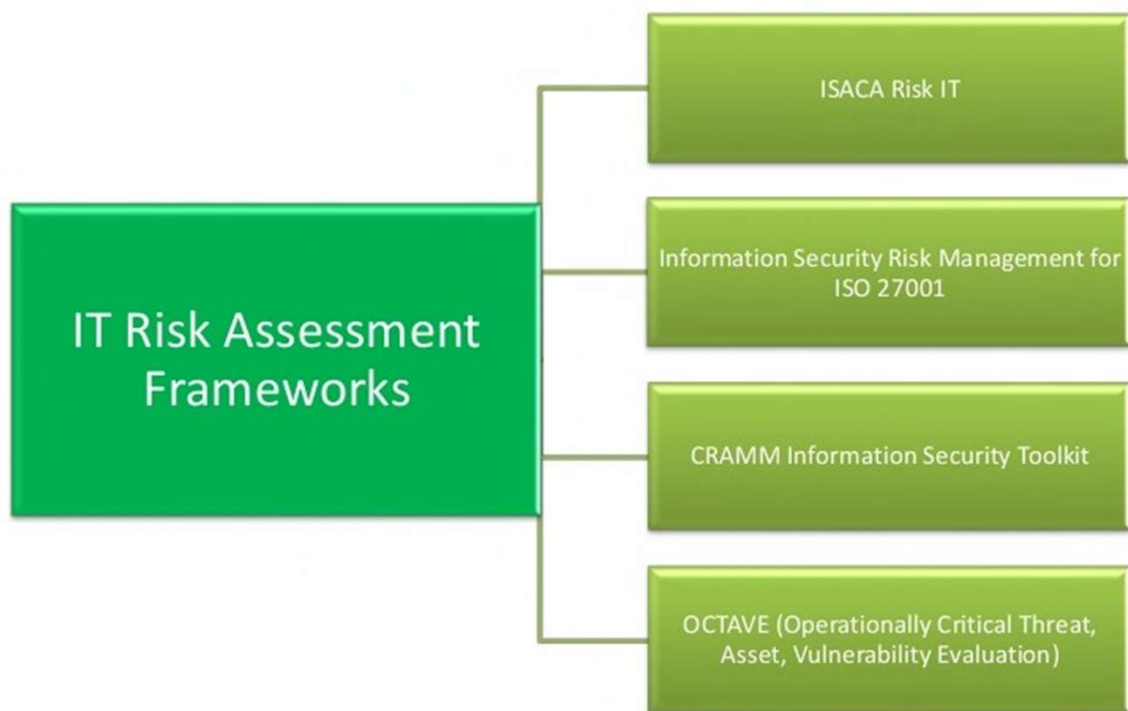 IT Risk Assessment
Frameworks
ISACA Risk IT
Information Security Risk Management for
ISO 27001
CRAMM Information Security Toolkit
OCTAVE (Operationally Critical Threat,
Asset, Vulnerability Evaluation)